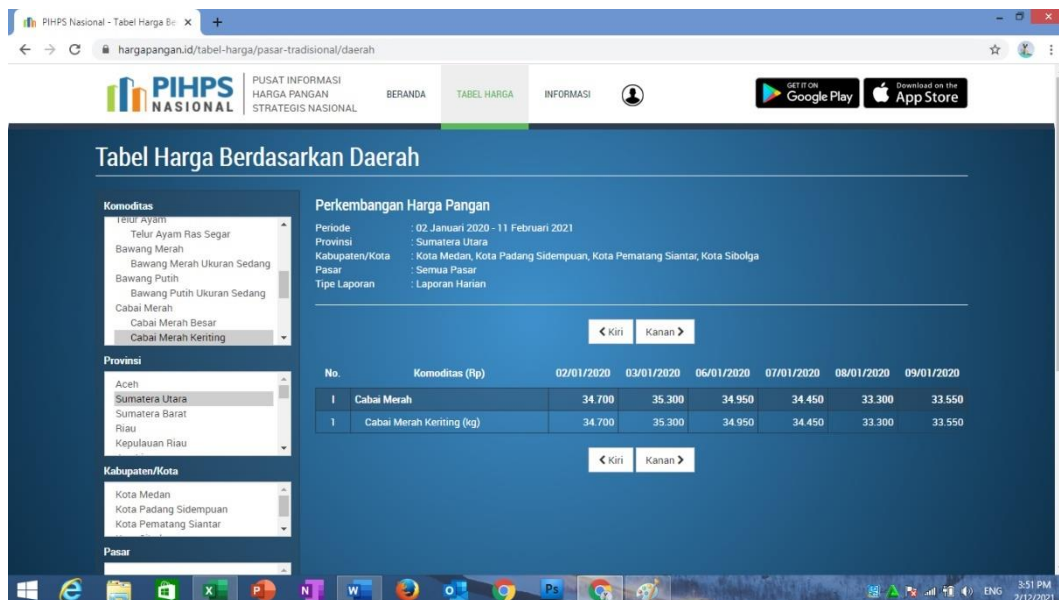 PIHPS Nasional - Tabel Harga Be
hargapangan.id/tabel-harga/pasar-tradisional/daerah
PIHPS
NASIONAL
PUSAT INFORMASI
HARGA PANGAN
STRATEGIS NASIONAL
BERANDA TABEL HARGA INFORMASI
GET IT ON
Google Play
Download on the
App Store
Tabel Harga Berdasarkan Daerah
Komoditas
Telur Ayam
Telur Ayam Ras Segar
Bawang Merah
Bawang Merah Ukuran Sedang
Bawang Putih
Bawang Putih Ukuran Sedang
Cabai Merah
Cabai Merah Besar
Cabai Merah Keriting
Provinsi
Aceh
Sumatera Utara
Sumatera Barat
Riau
Kepulauan Riau
Kabupaten/Kota
Kota Medan
Kota Padang Sidempuan
Kota Pematang Siantar
Pasar
Perkembangan Harga Pangan
Periode : 02 Januari 2020 - 11 Februari 2021
Provinsi : Sumatera Utara
Kabupaten/Kota : Kota Medan, Kota Padang Sidempuan, Kota Pematang Siantar, Kota Sibolga
Pasar : Semua Pasar
Tipe Laporan : Laporan Harian
Kiri Kanan
No. Komoditas (Rp) 02/01/2020 03/01/2020 06/01/2020 07/01/2020 08/01/2020 09/01/2020
I Cabai Merah 34.700 35.300 34.950 34.450 33.300 33.550
1 Cabai Merah Keriting (kg) 34.700 35.300 34.950 34.450 33.300 33.550
Kiri Kanan
ENG
3:51 PM
2/12/2021